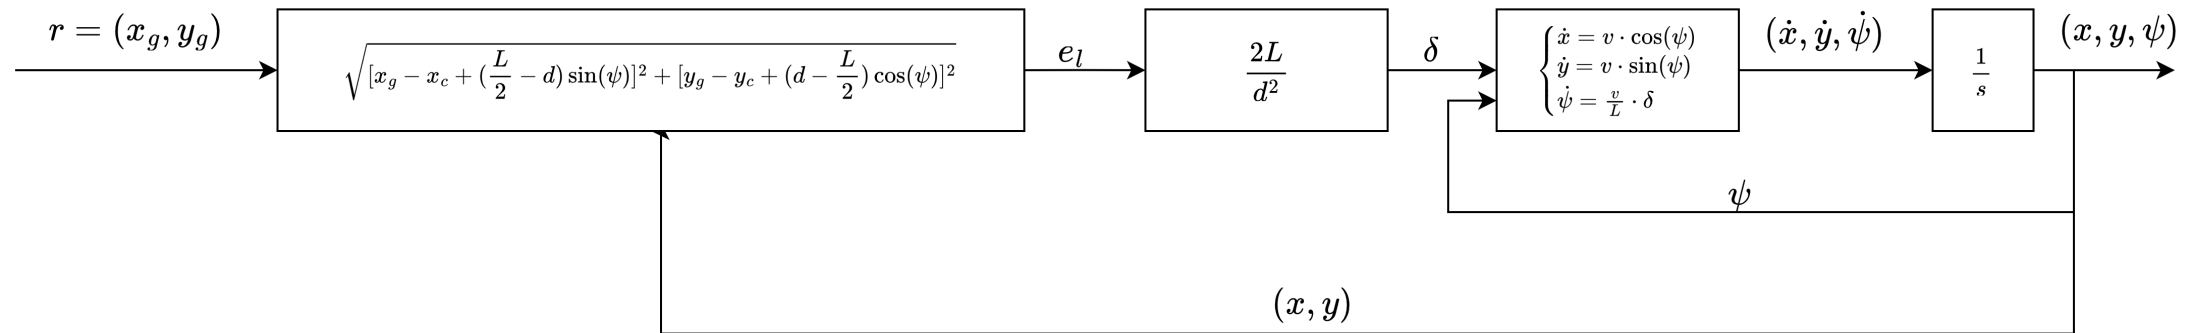 r = (x_g, y_g)
√([x_g − x_c + (L/2 − d) sin(ψ)]² + [y_g − y_c + (d − L/2) cos(ψ)]²
e_l
2L/d²
δ
{ẋ = v · cos(ψ)
ẏ = v · sin(ψ)
ψ̇ = v/L · δ
(ẋ, ẏ, ψ̇)
1/s
(x, y, ψ)
ψ
(x, y)